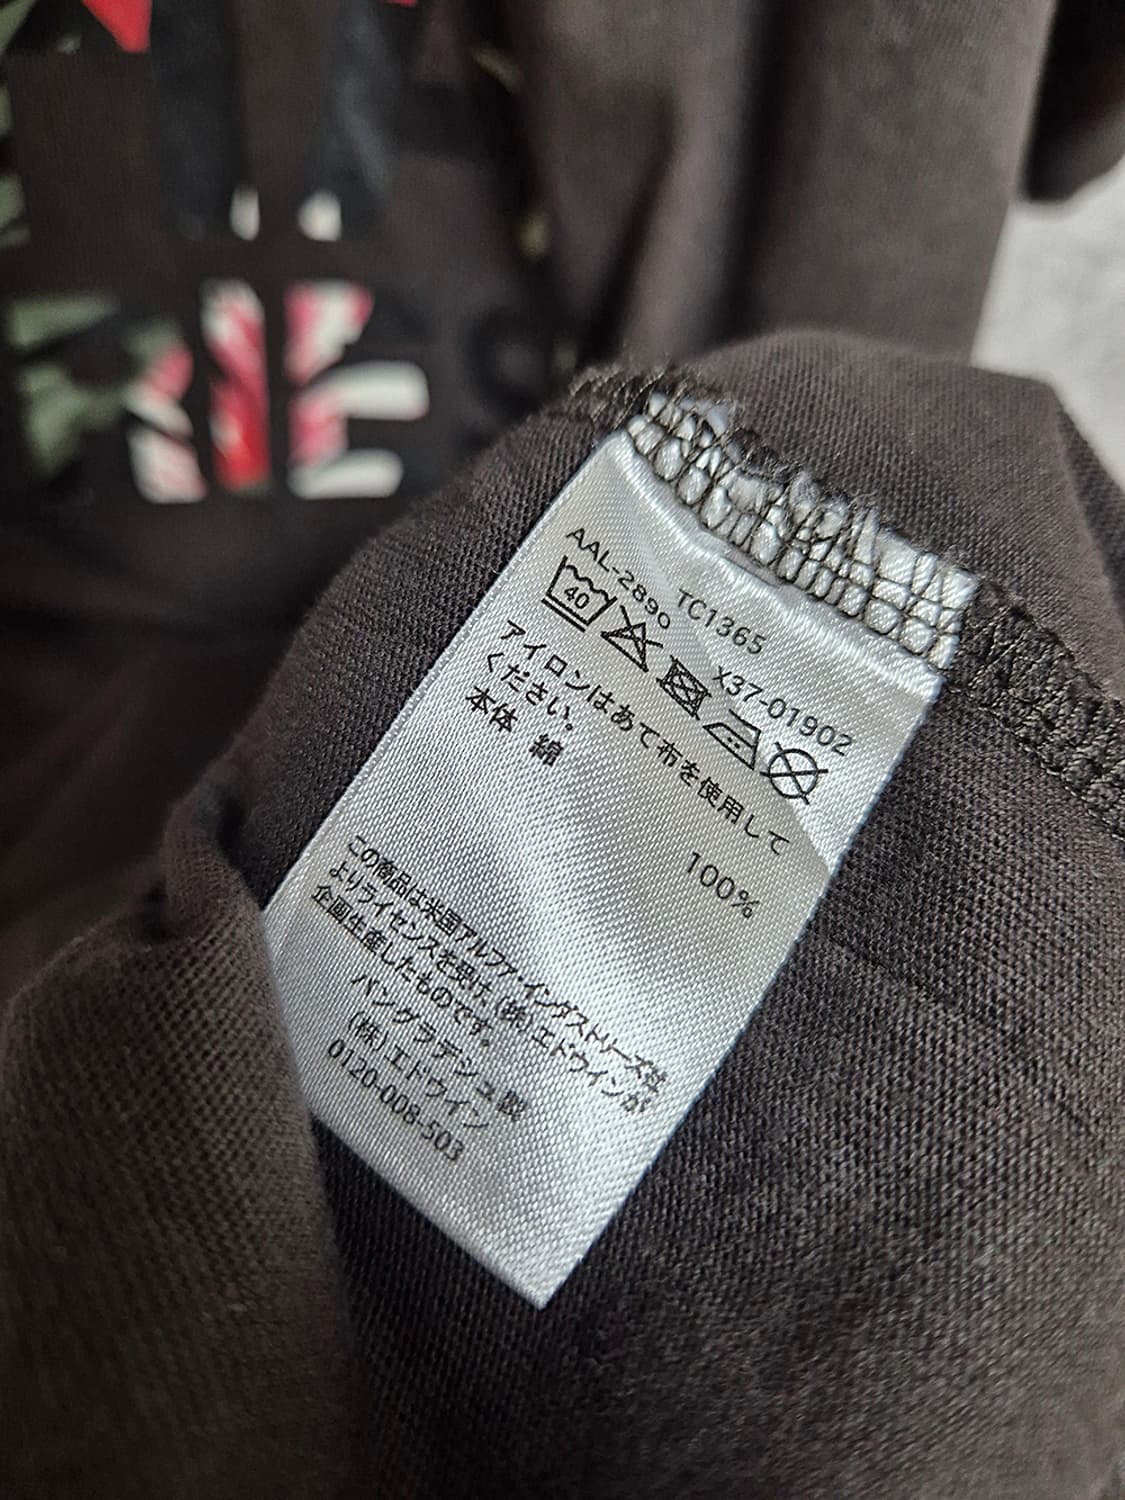 RIES
AAL-2890 TC1365 X37-01902
40
アイロンはあて布を使用して
ください。
本体 綿 100%
この商品は米国アルファ・インダストリーズ社
よりライセンスを受け、(株)エドウインが
企画生産したものです。
バングラデシュ製
(株)エドウイン
0120-008-503